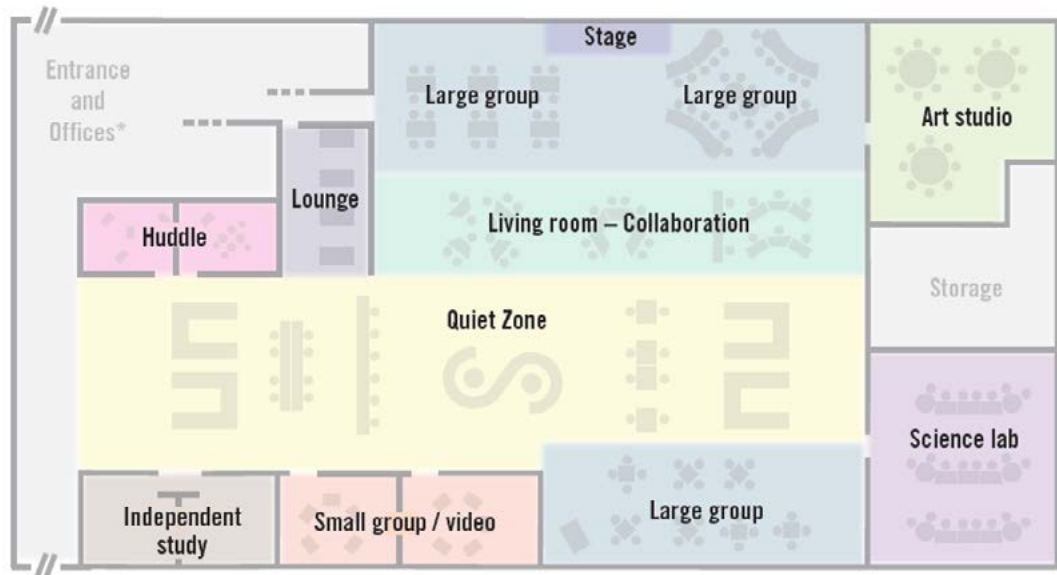 Stage
Entrance
and
Offices*
Large group
Large group
Art studio
Lounge
Huddle
Living room – Collaboration
Storage
Quiet Zone
Science lab
Independent
study
Small group / video
Large group